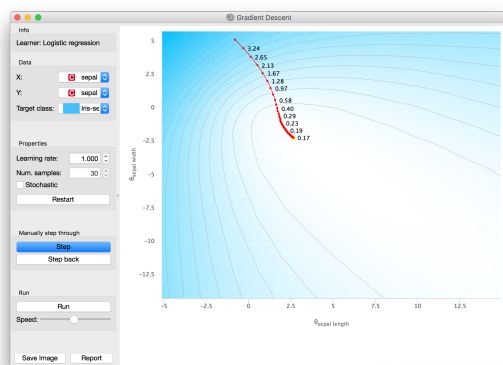 Gradient Descent
Info
Learner: Logistic regression
Data
X: C sepal
Y: C sepal
Target class: Iris-se
Properties
Learning rate: 1.000
Num. samples: 30
Stochastic
Restart
Manually step through
Step
Step back
Run
Run
Speed:
Save Image Report
5
2.5
0
−2.5
−5
−7.5
−10
−12.5
θsepal width
3.24
2.65
2.13
1.67
1.28
0.97
0.58
0.40
0.29
0.23
0.19
0.17
−5 −2.5 0 2.5 5 7.5 10 12.5
θsepal length